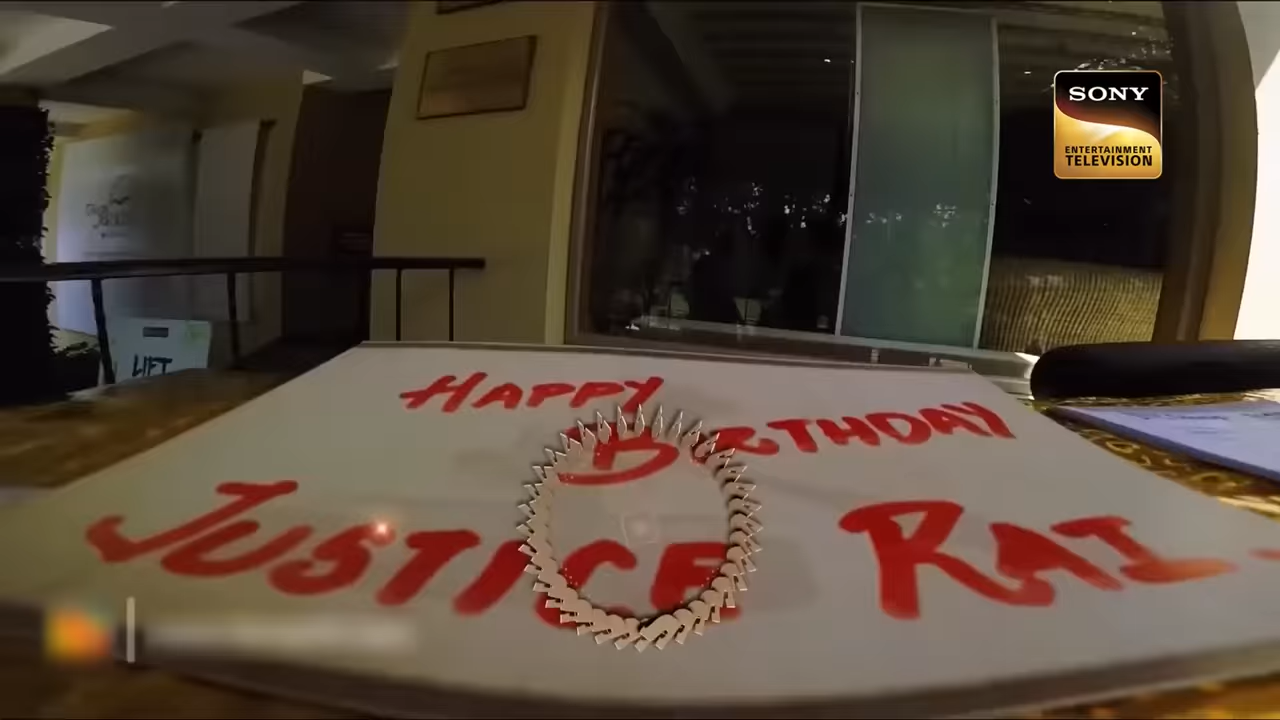 SONY
ENTERTAINMENT
TELEVISION
LIFT
HAPPY
BIRTHDAY
JUSTICE RAI